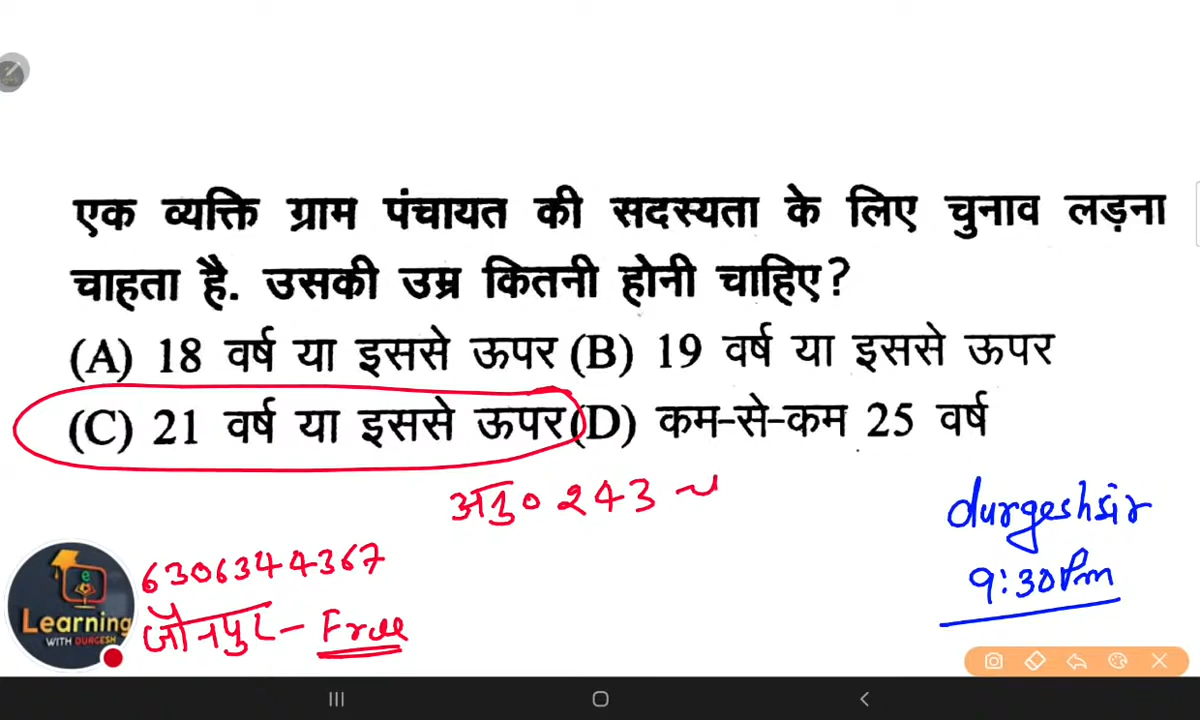 एक व्यक्ति ग्राम पंचायत की सदस्यता के लिए चुनाव लड़ना
चाहता है. उसकी उम्र कितनी होनी चाहिए?
(A) 18 वर्ष या इससे ऊपर (B) 19 वर्ष या इससे ऊपर
(C) 21 वर्ष या इससे ऊपर (D) कम-से-कम 25 वर्ष
अनु० 243
durgeshsir
9:30Pm
6306344367
जौनपुर - Free
e
Learning
WITH DURGESH